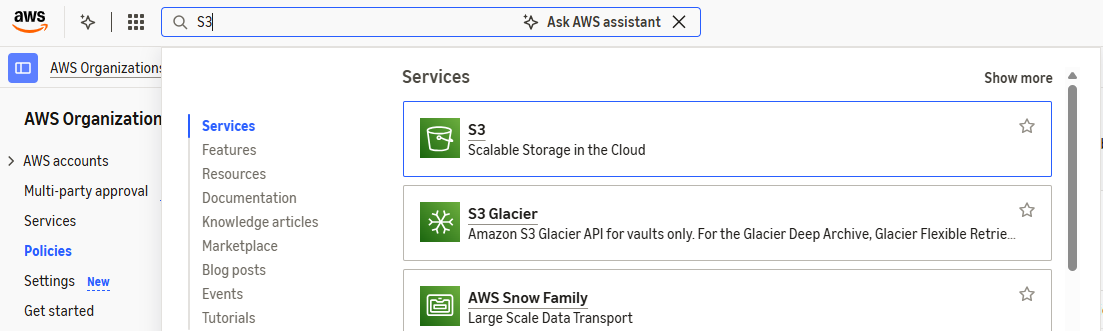 aws
S3
Ask AWS assistant
AWS Organizations
AWS Organization
AWS accounts
Multi-party approval
Services
Policies
Settings New
Get started
Services
Features
Resources
Documentation
Knowledge articles
Marketplace
Blog posts
Events
Tutorials
Services
Show more
S3
Scalable Storage in the Cloud
S3 Glacier
Amazon S3 Glacier API for vaults only. For the Glacier Deep Archive, Glacier Flexible Retrie...
AWS Snow Family
Large Scale Data Transport